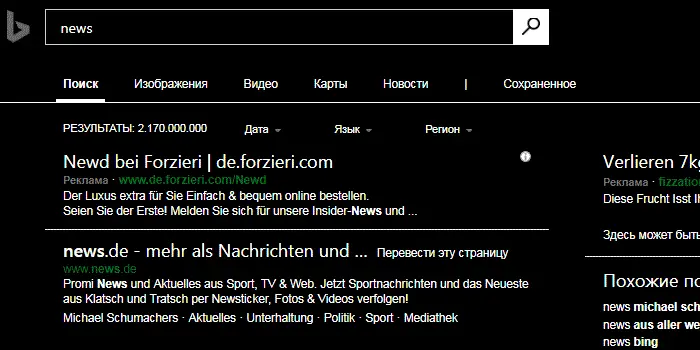 news
Поиск Изображения Видео Карты Новости | Сохраненное
РЕЗУЛЬТАТЫ: 2.170.000.000 Дата Язык Регион
Newd bei Forzieri | de.forzieri.com
Реклама · www.de.forzieri.com/Newd
Der Luxus extra für Sie Einfach & bequem online bestellen.
Seien Sie der Erste! Melden Sie sich für unsere Insider-News und ...
news.de - mehr als Nachrichten und ... Перевести эту страницу
www.news.de
Promi News und Aktuelles aus Sport, TV & Web. Jetzt Sportnachrichten und das Neueste
aus Klatsch und Tratsch per Newsticker, Fotos & Videos verfolgen!
Michael Schumachers · Aktuelles · Unterhaltung · Politik · Sport · Mediathek
Verlieren 7kg
Реклама · fizzation
Diese Frucht lsst Ih
Здесь может быть
Похожие по
news michael sch
news aus aller we
news bing